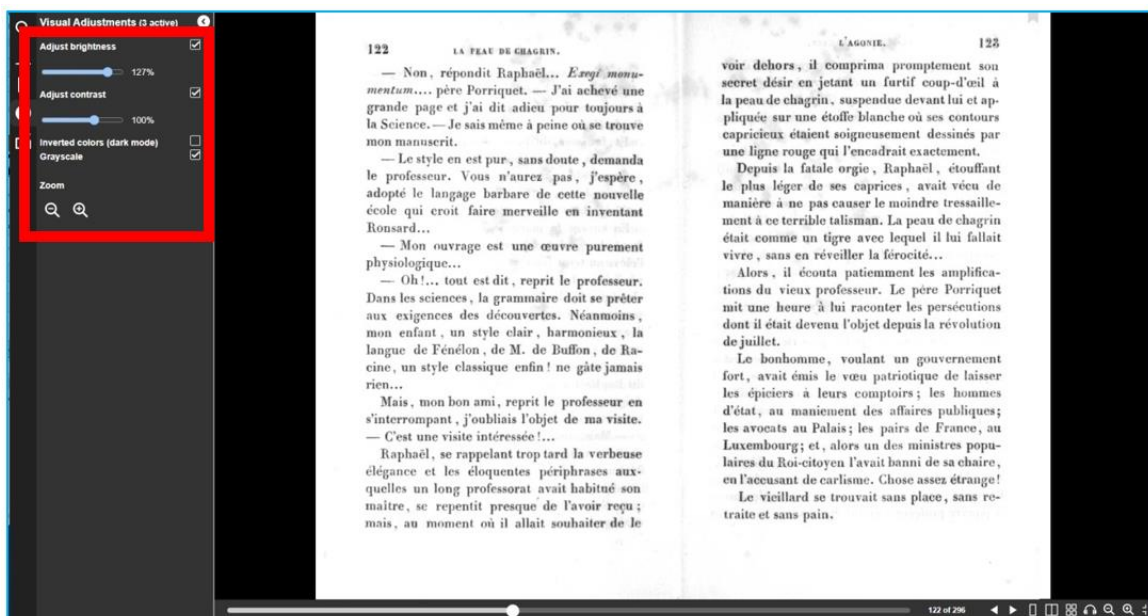 Visual Adjustments (3 active)
Adjust brightness
127%
Adjust contrast
100%
Inverted colors (dark mode)
Grayscale
Zoom
122
LA PEAU DE CHAGRIN.
— Non, répondit Raphaël... Exegi monu-
mentum.... père Porriquet. — J'ai achevé une
grande page et j'ai dit adieu pour toujours à
la Science. — Je sais même à peine où se trouve
mon manuscrit.
— Le style en est pur, sans doute, demanda
le professeur. Vous n'aurez pas, j'espère,
adopté le langage barbare de cette nouvelle
école qui croit faire merveille en inventant
Ronsard...
— Mon ouvrage est une œuvre purement
physiologique...
— Oh!... tout est dit, reprit le professeur.
Dans les sciences, la grammaire doit se prêter
aux exigences des découvertes. Néanmoins,
mon enfant, un style clair, harmonieux, la
langue de Fénélon, de M. de Buffon, de Ra-
cine, un style classique enfin! ne gâte jamais
rien...
Mais, mon bon ami, reprit le professeur en
s'interrompant, j'oubliais l'objet de ma visite.
— C'est une visite intéressée!...
Raphaël, se rappelant trop tard la verbeuse
élégance et les éloquentes périphrases aux-
quelles un long professorat avait habitué son
maître, se repentit presque de l'avoir reçu;
mais, au moment où il allait souhaiter de le
L'AGONIE.
123
voir dehors, il comprima promptement son
secret désir en jetant un furtif coup-d'œil à
la peau de chagrin, suspendue devant lui et ap-
pliquée sur une étoffe blanche où ses contours
capricieux étaient soigneusement dessinés par
une ligne rouge qui l'encadrait exactement.
Depuis la fatale orgie, Raphaël, étouffant
le plus léger de ses caprices, avait vécu de
manière à ne pas causer le moindre tressaille-
ment à ce terrible talisman. La peau de chagrin
était comme un tigre avec lequel il lui fallait
vivre, sans en réveiller la férocité...
Alors, il écouta patiemment les amplifica-
tions du vieux professeur. Le père Porriquet
mit une heure à lui raconter les persécutions
dont il était devenu l'objet depuis la révolution
de juillet.
Le bonhomme, voulant un gouvernement
fort, avait émis le vœu patriotique de laisser
les épiciers à leurs comptoirs; les hommes
d'état, au maniement des affaires publiques;
les avocats au Palais; les pairs de France, au
Luxembourg; et, alors un des ministres popu-
laires du Roi-citoyen l'avait banni de sa chaire,
en l'accusant de carlisme. Chose assez étrange!
Le vieillard se trouvait sans place, sans re-
traite et sans pain.
122 of 296